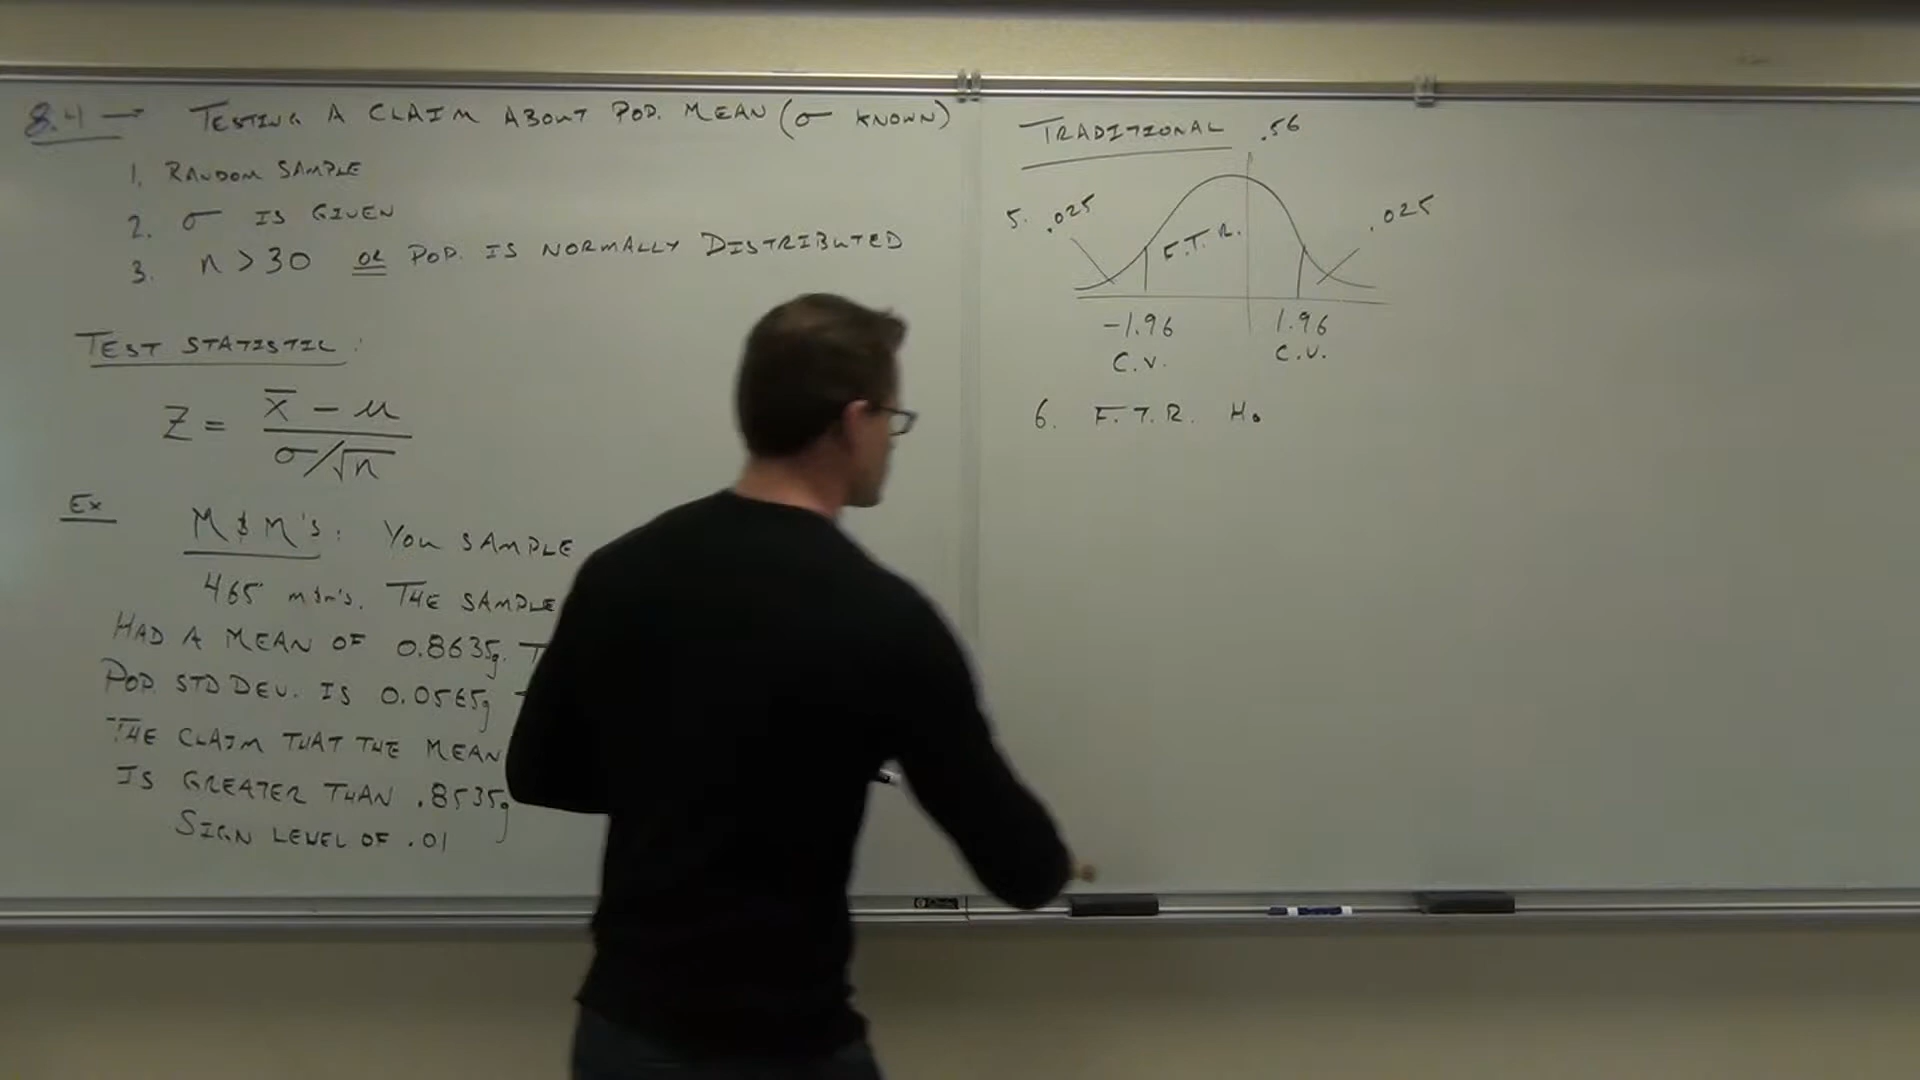 8.4 → TESTING A CLAIM ABOUT POP. MEAN (σ KNOWN)
1. RANDOM SAMPLE
2. σ IS GIVEN
3. n > 30 OR POP. IS NORMALLY DISTRIBUTED
TEST STATISTIC:
Z = (x̄ - μ) / (σ/√n)
EX M&M's: YOU SAMPLE
465 m&m's. THE SAMPLE
HAD A MEAN OF 0.8635g. T
POP. STD DEV. IS 0.0565g
THE CLAIM THAT THE MEAN
IS GREATER THAN .8535g
SIGN LEVEL OF .01
TRADITIONAL .56
5. .025 F.T.R. .025
-1.96 1.96
C.V. C.V.
6. F.T.R. H₀